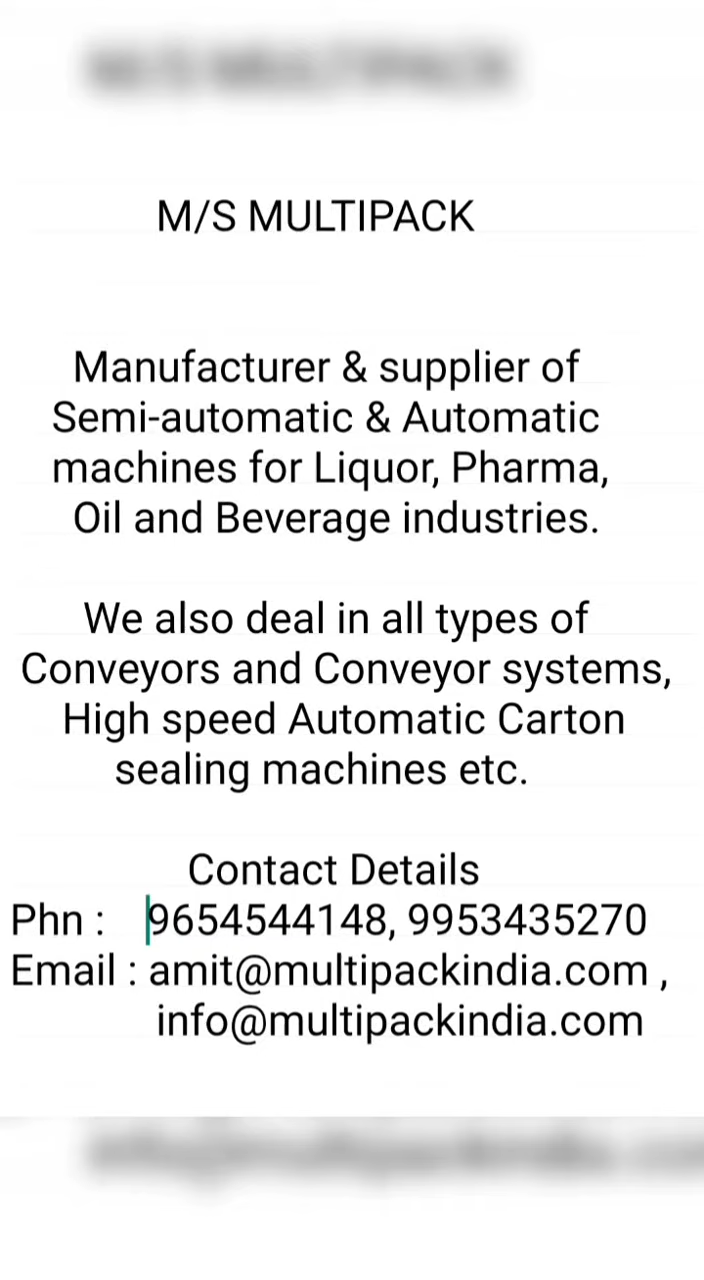 M/S MULTIPACK
Manufacturer & supplier of
Semi-automatic & Automatic
machines for Liquor, Pharma,
Oil and Beverage industries.
We also deal in all types of
Conveyors and Conveyor systems,
High speed Automatic Carton
sealing machines etc.
Contact Details
Phn : 9654544148, 9953435270
Email : amit@multipackindia.com ,
info@multipackindia.com